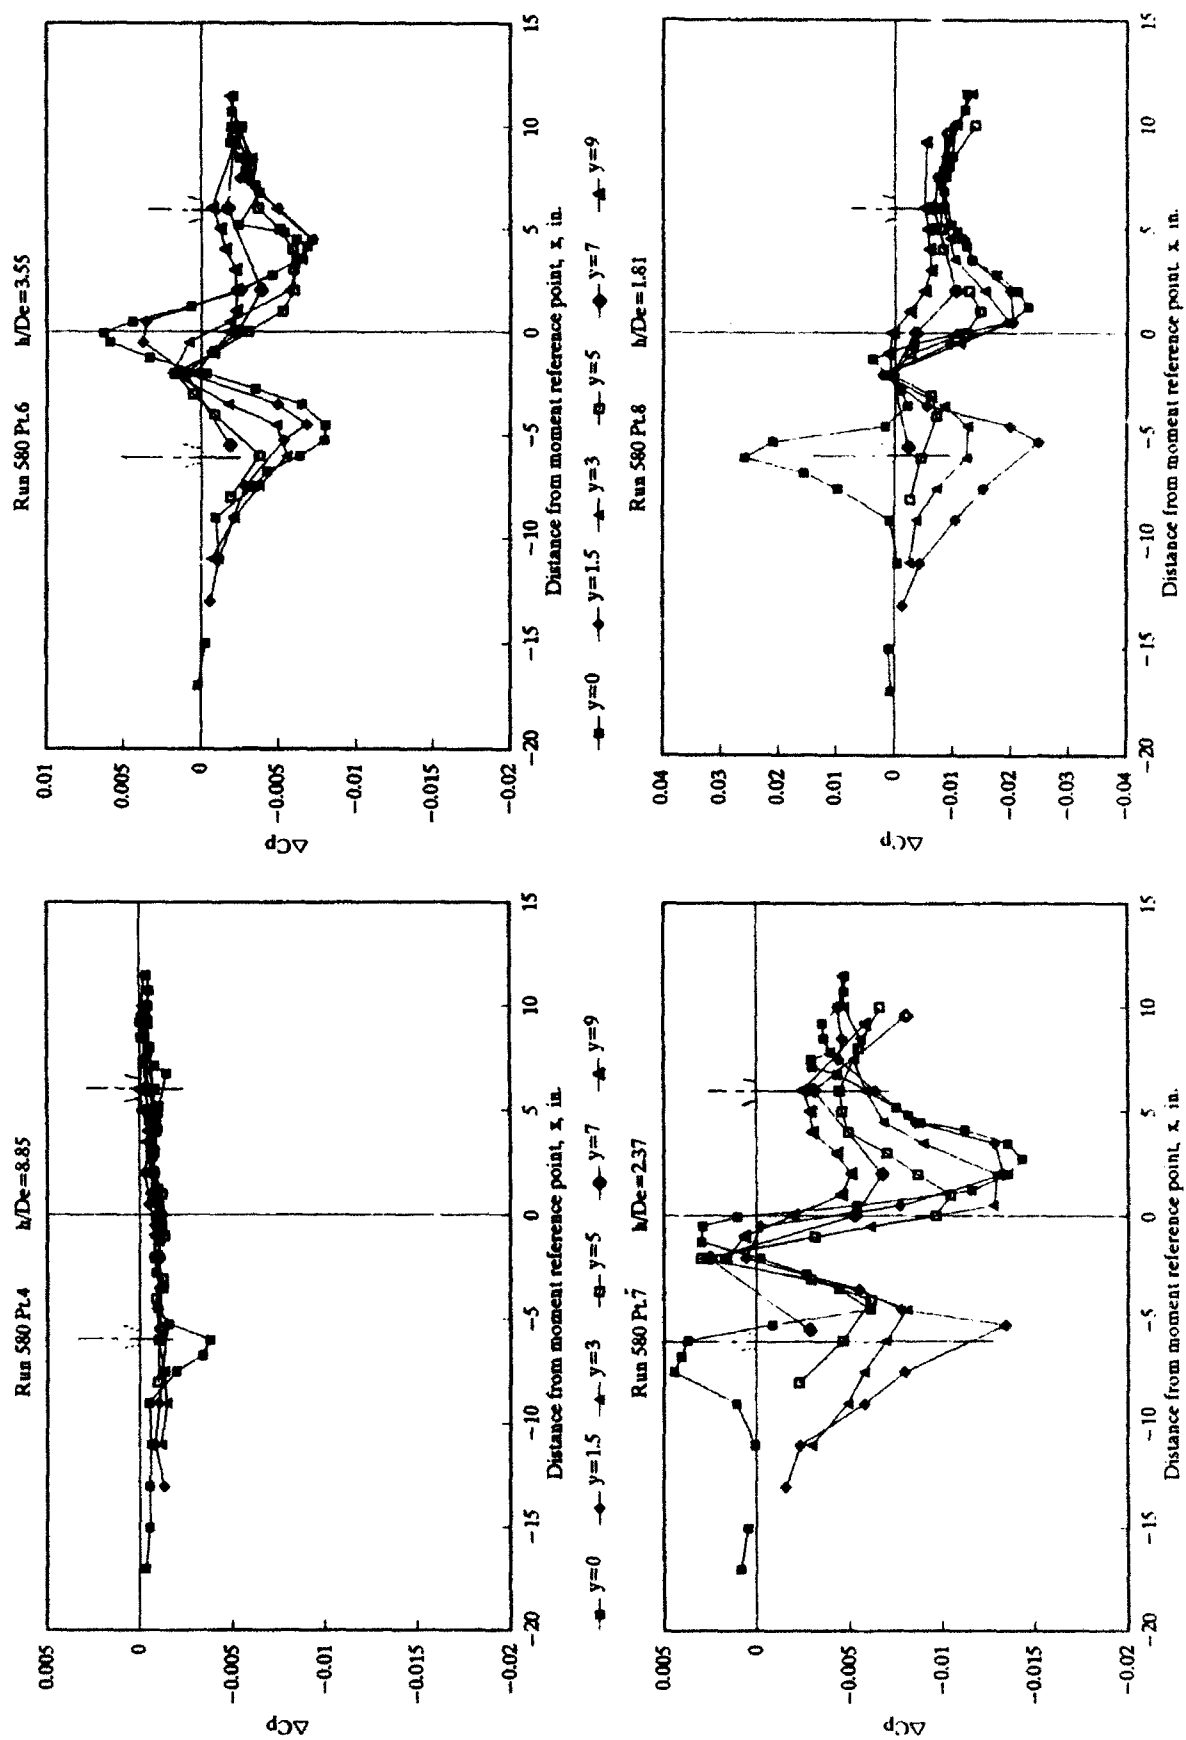 Run 580 Pt.4 h/De=8.85
0.005
0
-0.005
-0.01
-0.015
-0.02
ΔCp
-20 -15 -10 -5 0 5 10 15
Distance from moment reference point, x, in.
Run 580 Pt.6 h/De=3.55
0.01
0.005
0
-0.005
-0.01
-0.015
-0.02
ΔCp
-20 -15 -10 -5 0 5 10 15
Distance from moment reference point, x, in.
y=0 y=1.5 y=3 y=5 y=7 y=9
y=0 y=1.5 y=3 y=5 y=7 y=9
Run 580 Pt.7 h/De=2.37
0.005
0
-0.005
-0.01
-0.015
-0.02
ΔCp
-20 -15 -10 -5 0 5 10 15
Distance from moment reference point, x, in.
Run 580 Pt.8 h/De=1.81
0.04
0.03
0.02
0.01
0
-0.01
-0.02
-0.03
-0.04
ΔCp
-20 -15 -10 -5 0 5 10 15
Distance from moment reference point, x, in.